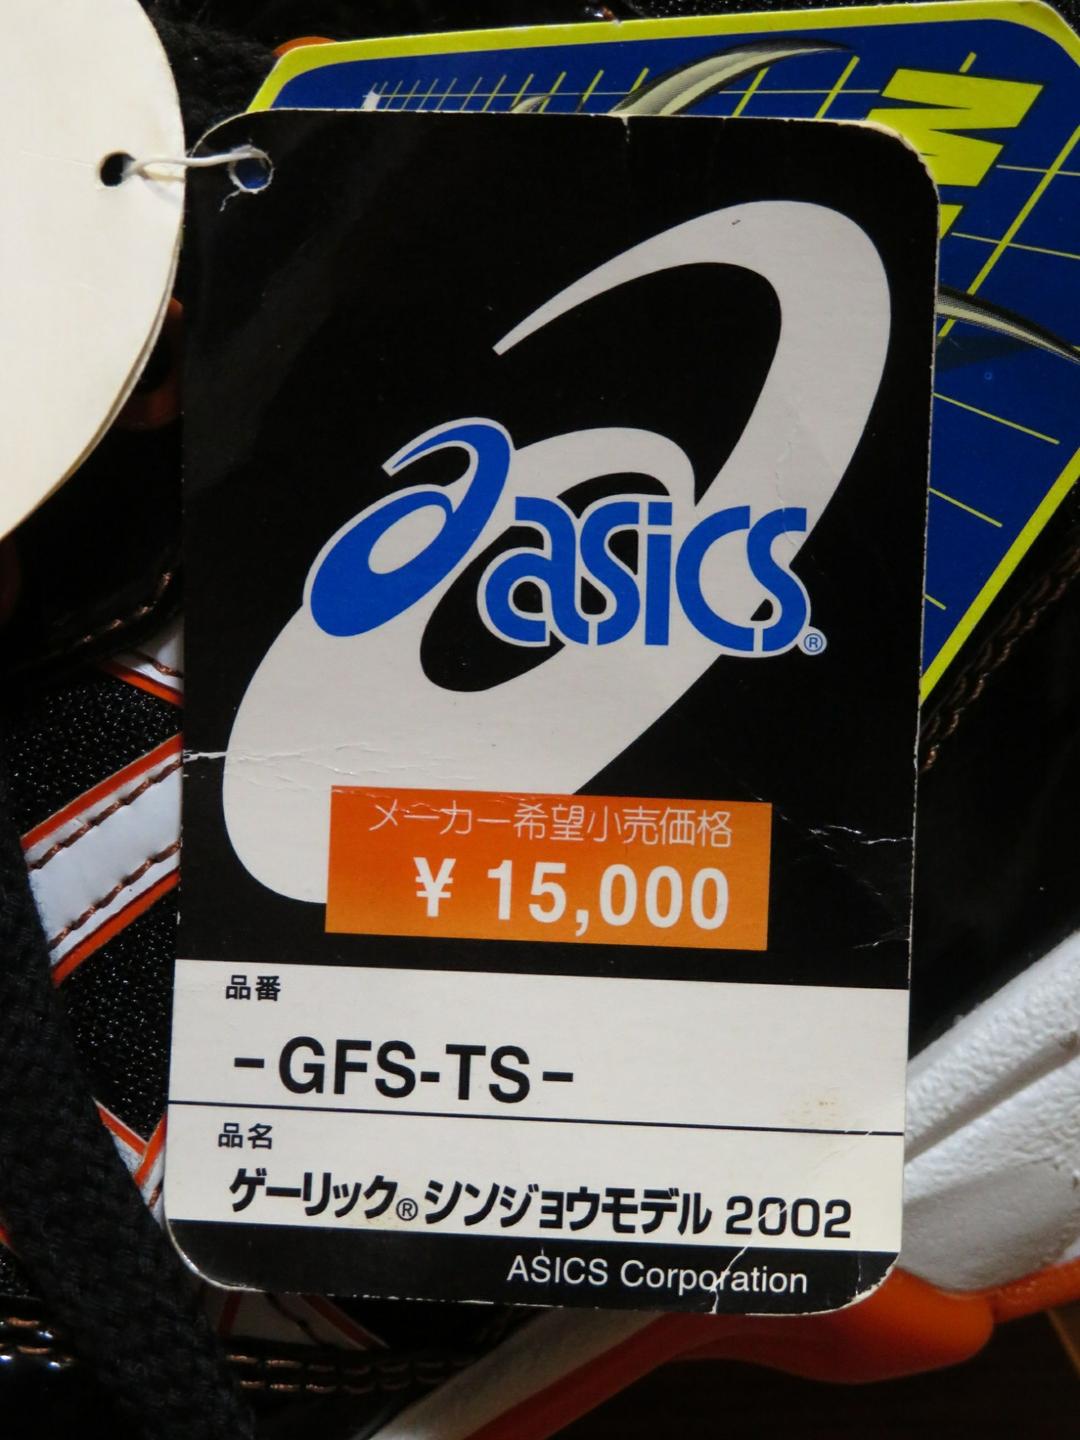 asics®
メーカー希望小売価格
¥ 15,000
品番
-GFS-TS-
品名
ゲーリック®シンジョウモデル 2002
ASICS Corporation